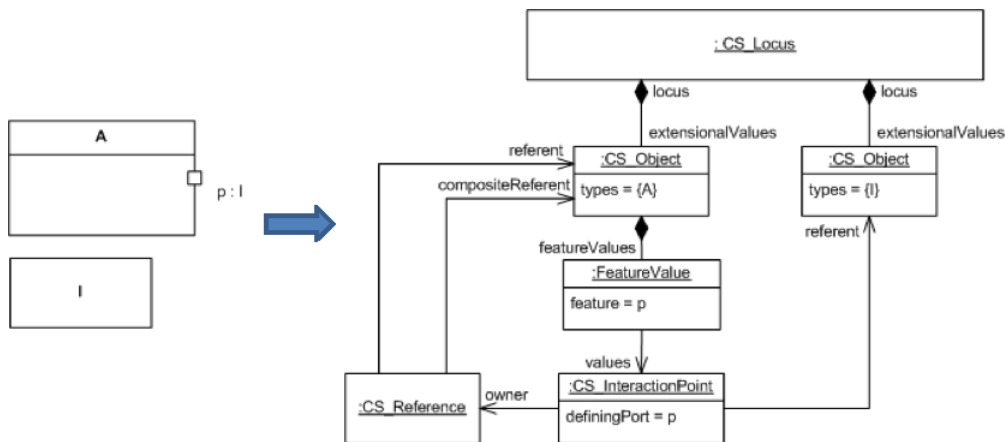 : CS_Locus
locus
locus
extensionalValues
extensionalValues
A
p : I
I
referent
compositeReferent
:CS_Object
types = {A}
:CS_Object
types = {I}
referent
featureValues
:FeatureValue
feature = p
values
:CS_Reference
owner
:CS_InteractionPoint
definingPort = p